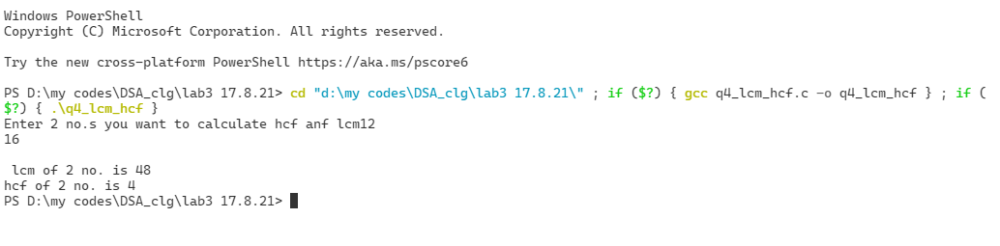 Windows PowerShell
Copyright (C) Microsoft Corporation. All rights reserved.
Try the new cross-platform PowerShell https://aka.ms/pscore6
PS D:\my codes\DSA_clg\lab3 17.8.21> cd "d:\my codes\DSA_clg\lab3 17.8.21\" ; if ($?) { gcc q4_lcm_hcf.c -o q4_lcm_hcf } ; if (
$?) { .\q4_lcm_hcf }
Enter 2 no.s you want to calculate hcf anf lcm12
16
 lcm of 2 no. is 48
hcf of 2 no. is 4
PS D:\my codes\DSA_clg\lab3 17.8.21>